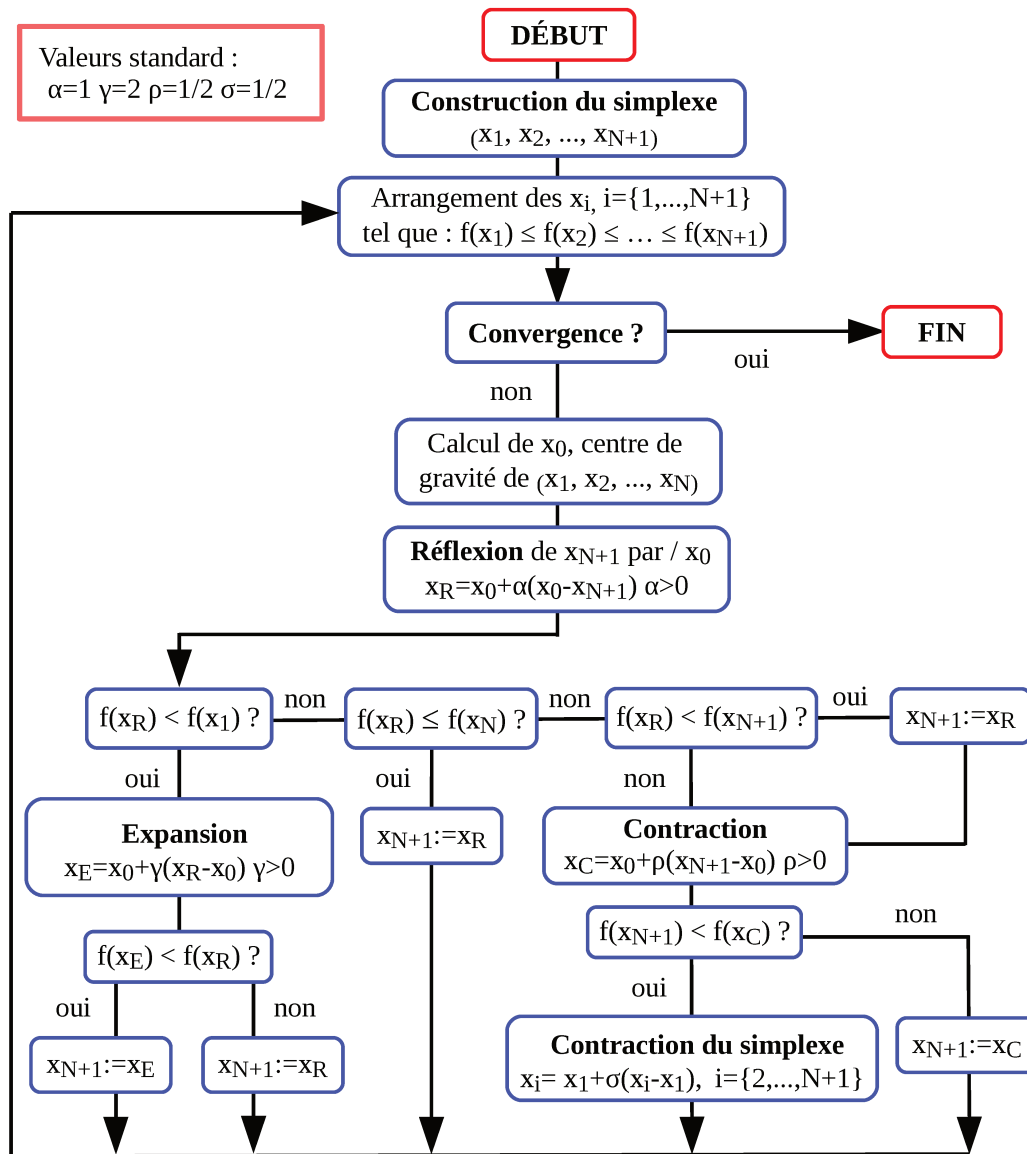 DÉBUT
Valeurs standard :
α=1 γ=2 ρ=1/2 σ=1/2
Construction du simplexe
(x1, x2, ..., xN+1)
Arrangement des xi, i={1,...,N+1}
tel que : f(x1) ≤ f(x2) ≤ … ≤ f(xN+1)
Convergence ?
oui
FIN
non
Calcul de x0, centre de
gravité de (x1, x2, ..., xN)
Réflexion de xN+1 par / x0
xR=x0+α(x0-xN+1) α>0
f(xR) < f(x1) ?
non
f(xR) ≤ f(xN) ?
non
f(xR) < f(xN+1) ?
oui
xN+1:=xR
oui
oui
non
Expansion
xE=x0+γ(xR-x0) γ>0
xN+1:=xR
Contraction
xC=x0+ρ(xN+1-x0) ρ>0
f(xE) < f(xR) ?
f(xN+1) < f(xC) ?
non
oui
non
oui
xN+1:=xE
xN+1:=xR
Contraction du simplexe
xi= x1+σ(xi-x1), i={2,...,N+1}
xN+1:=xC